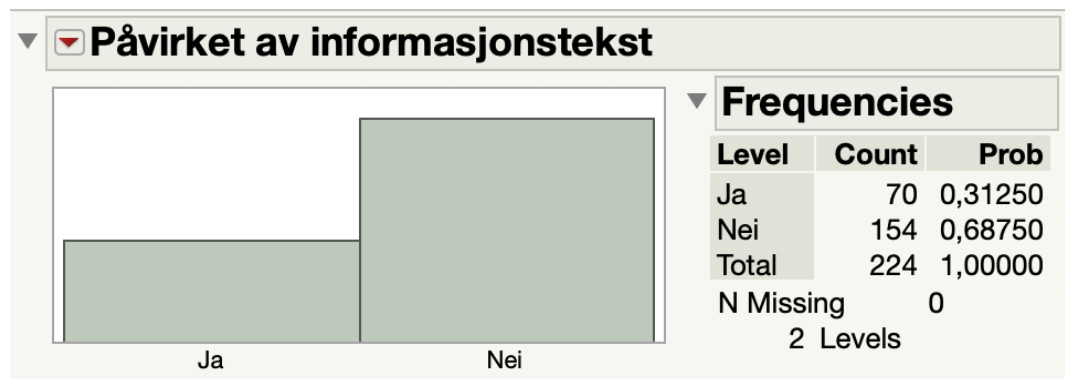 Påvirket av informasjonstekst
Ja
Nei
Frequencies
Level Count Prob
Ja 70 0,31250
Nei 154 0,68750
Total 224 1,00000
N Missing 0
2 Levels